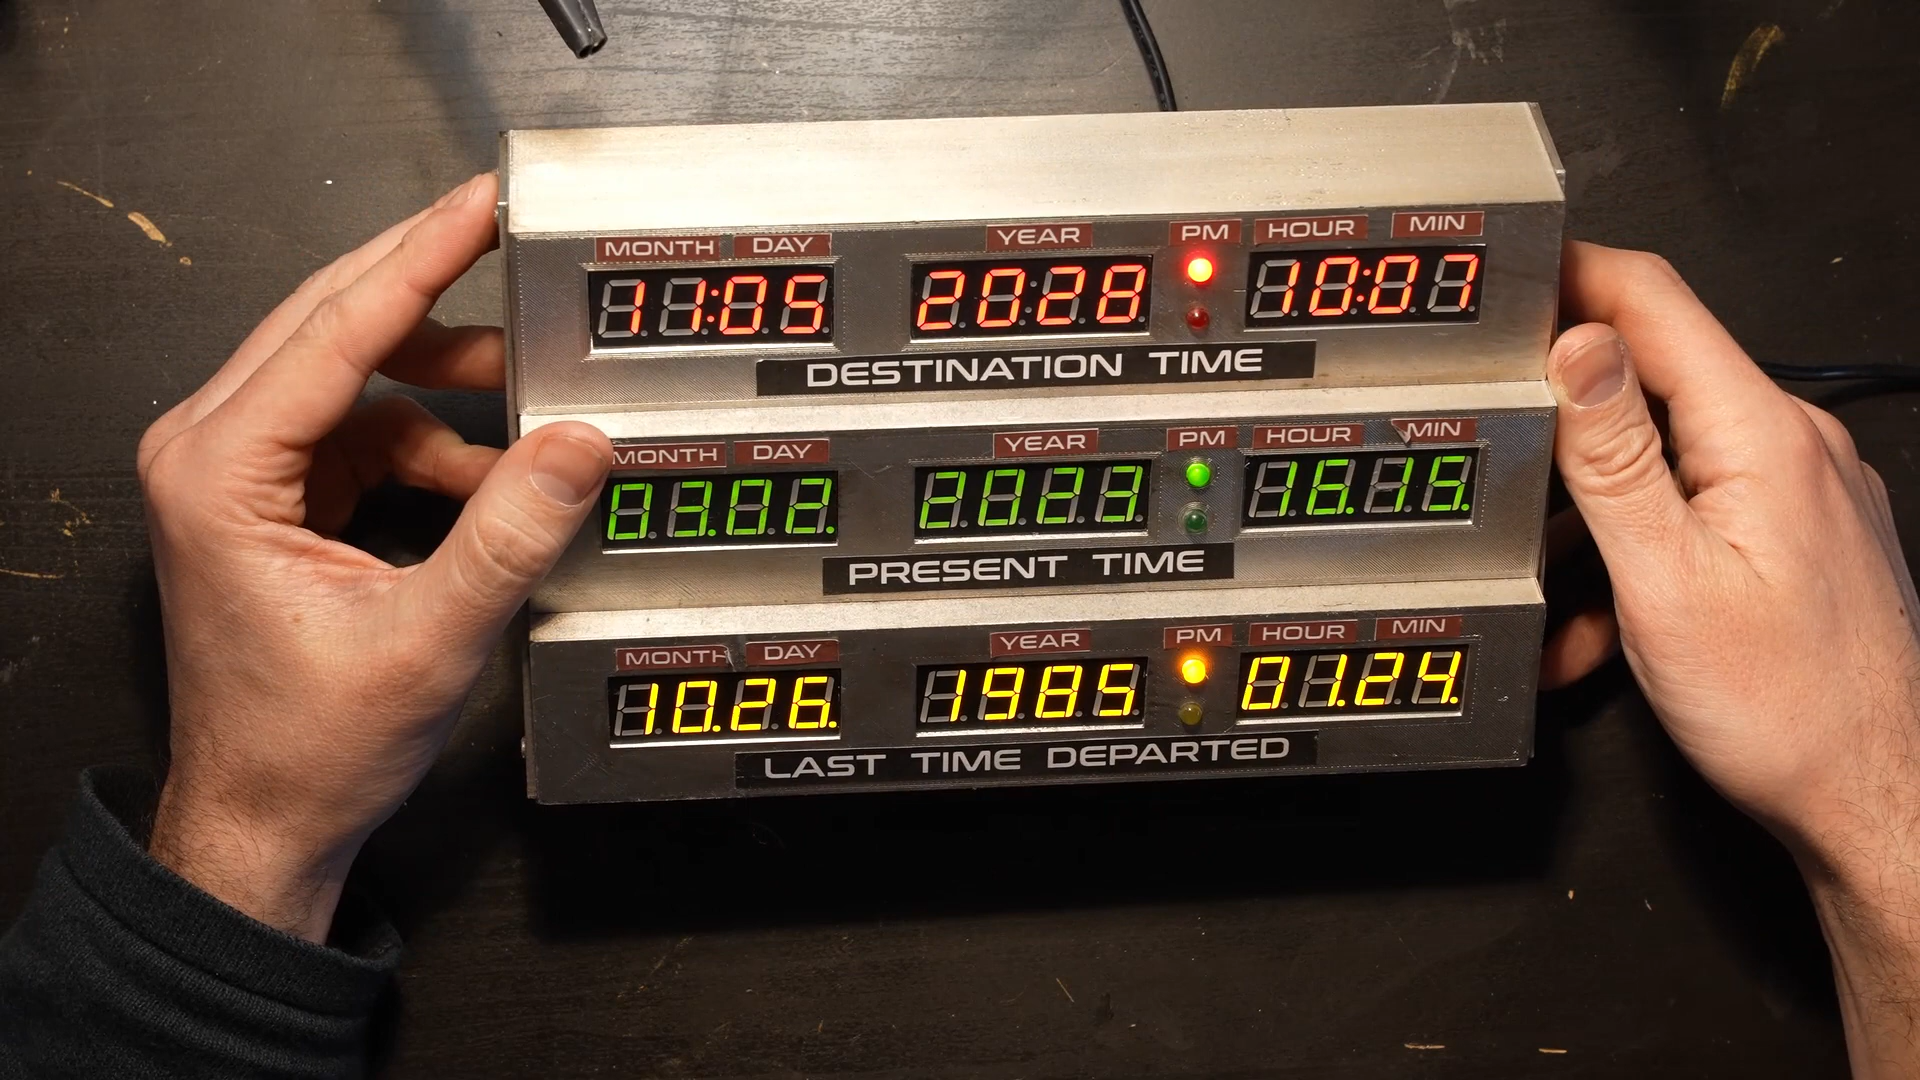 MONTH DAY YEAR PM HOUR MIN
11:05 2028 10:07
DESTINATION TIME
MONTH DAY YEAR PM HOUR MIN
03.02. 2023 16.15.
PRESENT TIME
MONTH DAY YEAR PM HOUR MIN
10.26. 1985 01.24.
LAST TIME DEPARTED